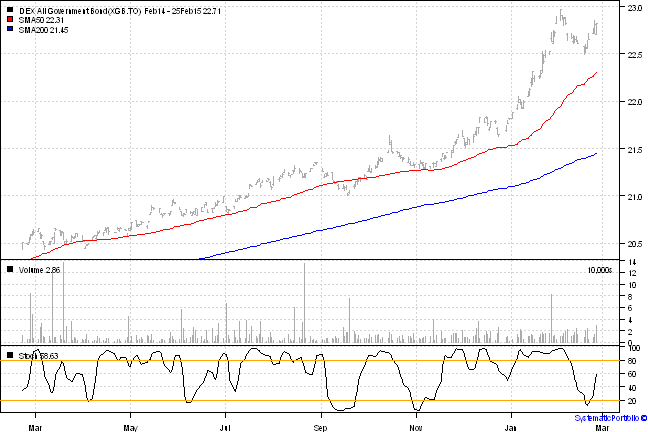 DEX All Government Bond(XGB.TO) Feb14 - 25Feb15 22.71
SMA50 22.31
SMA200 21.45
23.0
22.5
22.0
21.5
21.0
20.5
Volume 2.86
10,000s
14
12
10
8
6
4
2
0
Stoch 58.63
100
80
60
40
20
Mar
May
Jul
Sep
Nov
Jan
Mar
SystematicPortfolio ©